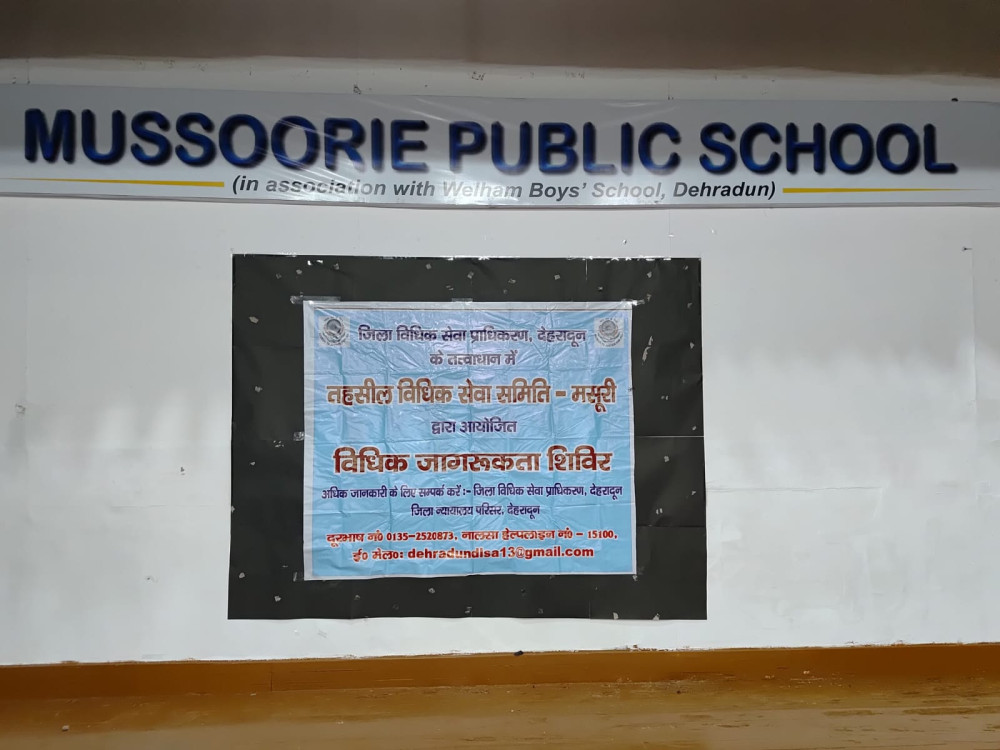 MUSSOORIE PUBLIC SCHOOL
(in association with Welham Boys' School, Dehradun)
जिला विधिक सेवा प्राधिकरण, देहरादून
के तत्वाधान में
तहसील विधिक सेवा समिति - मसूरी
द्वारा आयोजित
विधिक जागरूकता शिविर
अधिक जानकारी के लिए सम्पर्क करें :- जिला विधिक सेवा प्राधिकरण, देहरादून
जिला न्यायालय परिसर, देहरादून
दूरभाष नं० 0135-2520873, नालसा हेल्पलाइन नं० - 15100,
ई० मेल०: dehradundlsa13@gmail.com